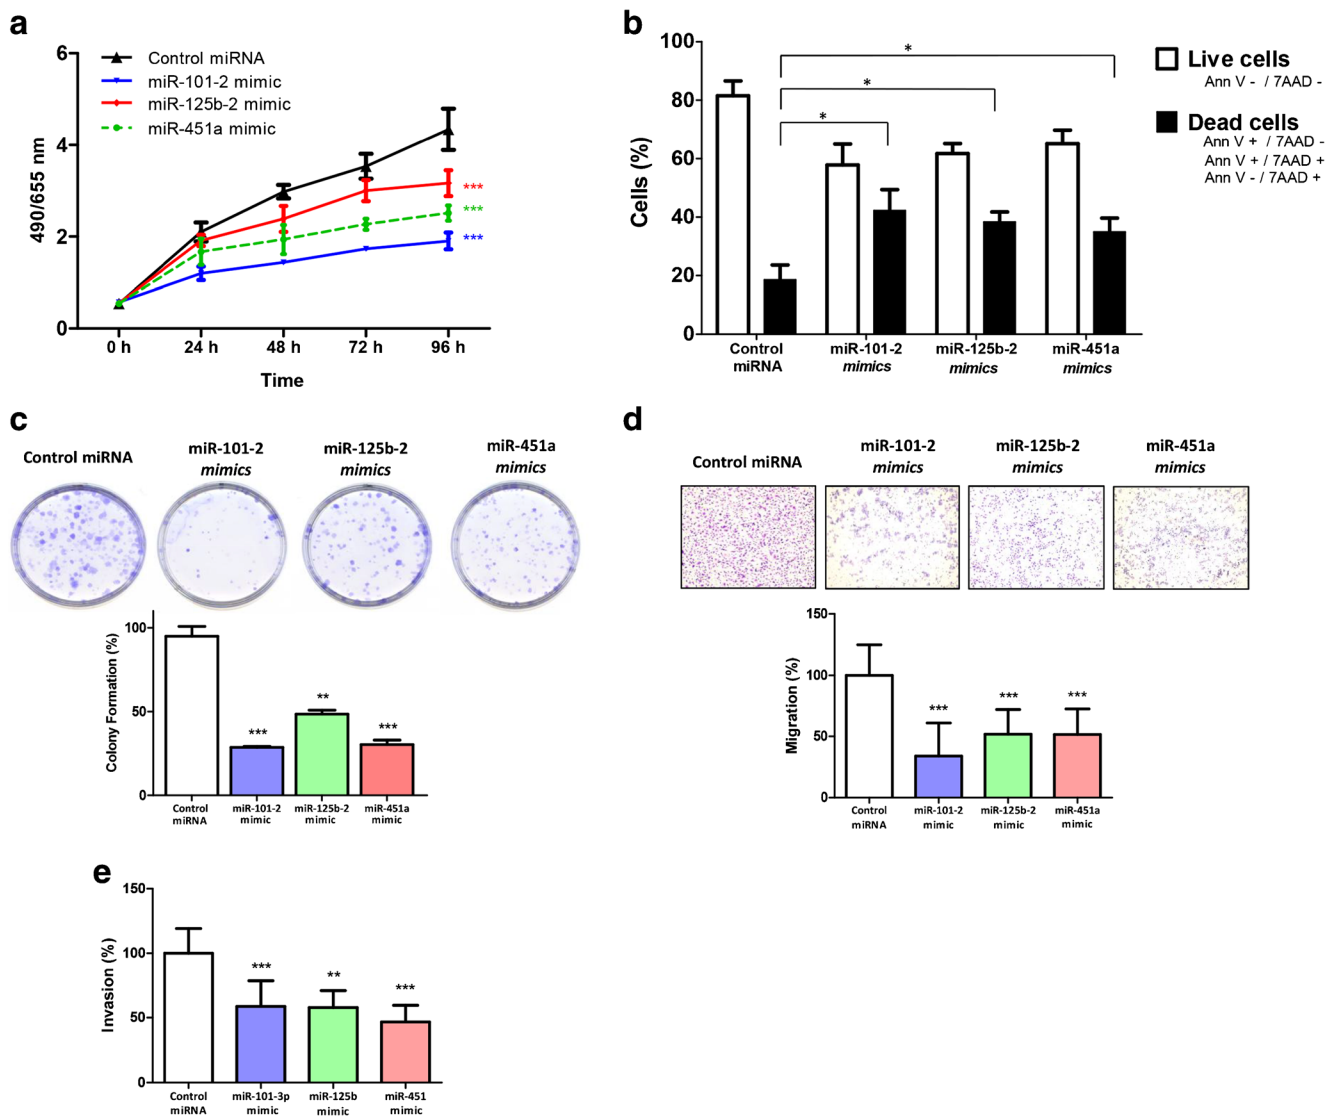 a
6
4
2
0
490/655 nm
Control miRNA
miR-101-2 mimic
miR-125b-2 mimic
miR-451a mimic
***
***
***
0 h 24 h 48 h 72 h 96 h
Time
b
100
80
60
40
20
0
Cells (%)
*
*
*
Live cells
Ann V - / 7AAD -
Dead cells
Ann V + / 7AAD -
Ann V + / 7AAD +
Ann V - / 7AAD +
Control miRNA
miR-101-2 mimics
miR-125b-2 mimics
miR-451a mimics
c
Control miRNA
miR-101-2 mimics
miR-125b-2 mimics
miR-451a mimics
100
50
0
Colony Formation (%)
***
**
***
Control miRNA
miR-101-2 mimic
miR-125b-2 mimic
miR-451a mimic
d
Control miRNA
miR-101-2 mimics
miR-125b-2 mimics
miR-451a mimics
150
100
50
0
Migration (%)
***
***
***
Control miRNA
miR-101-2 mimic
miR-125b-2 mimic
miR-451a mimic
e
150
100
50
0
Invasion (%)
***
**
***
Control miRNA
miR-101-3p mimic
miR-125b mimic
miR-451 mimic